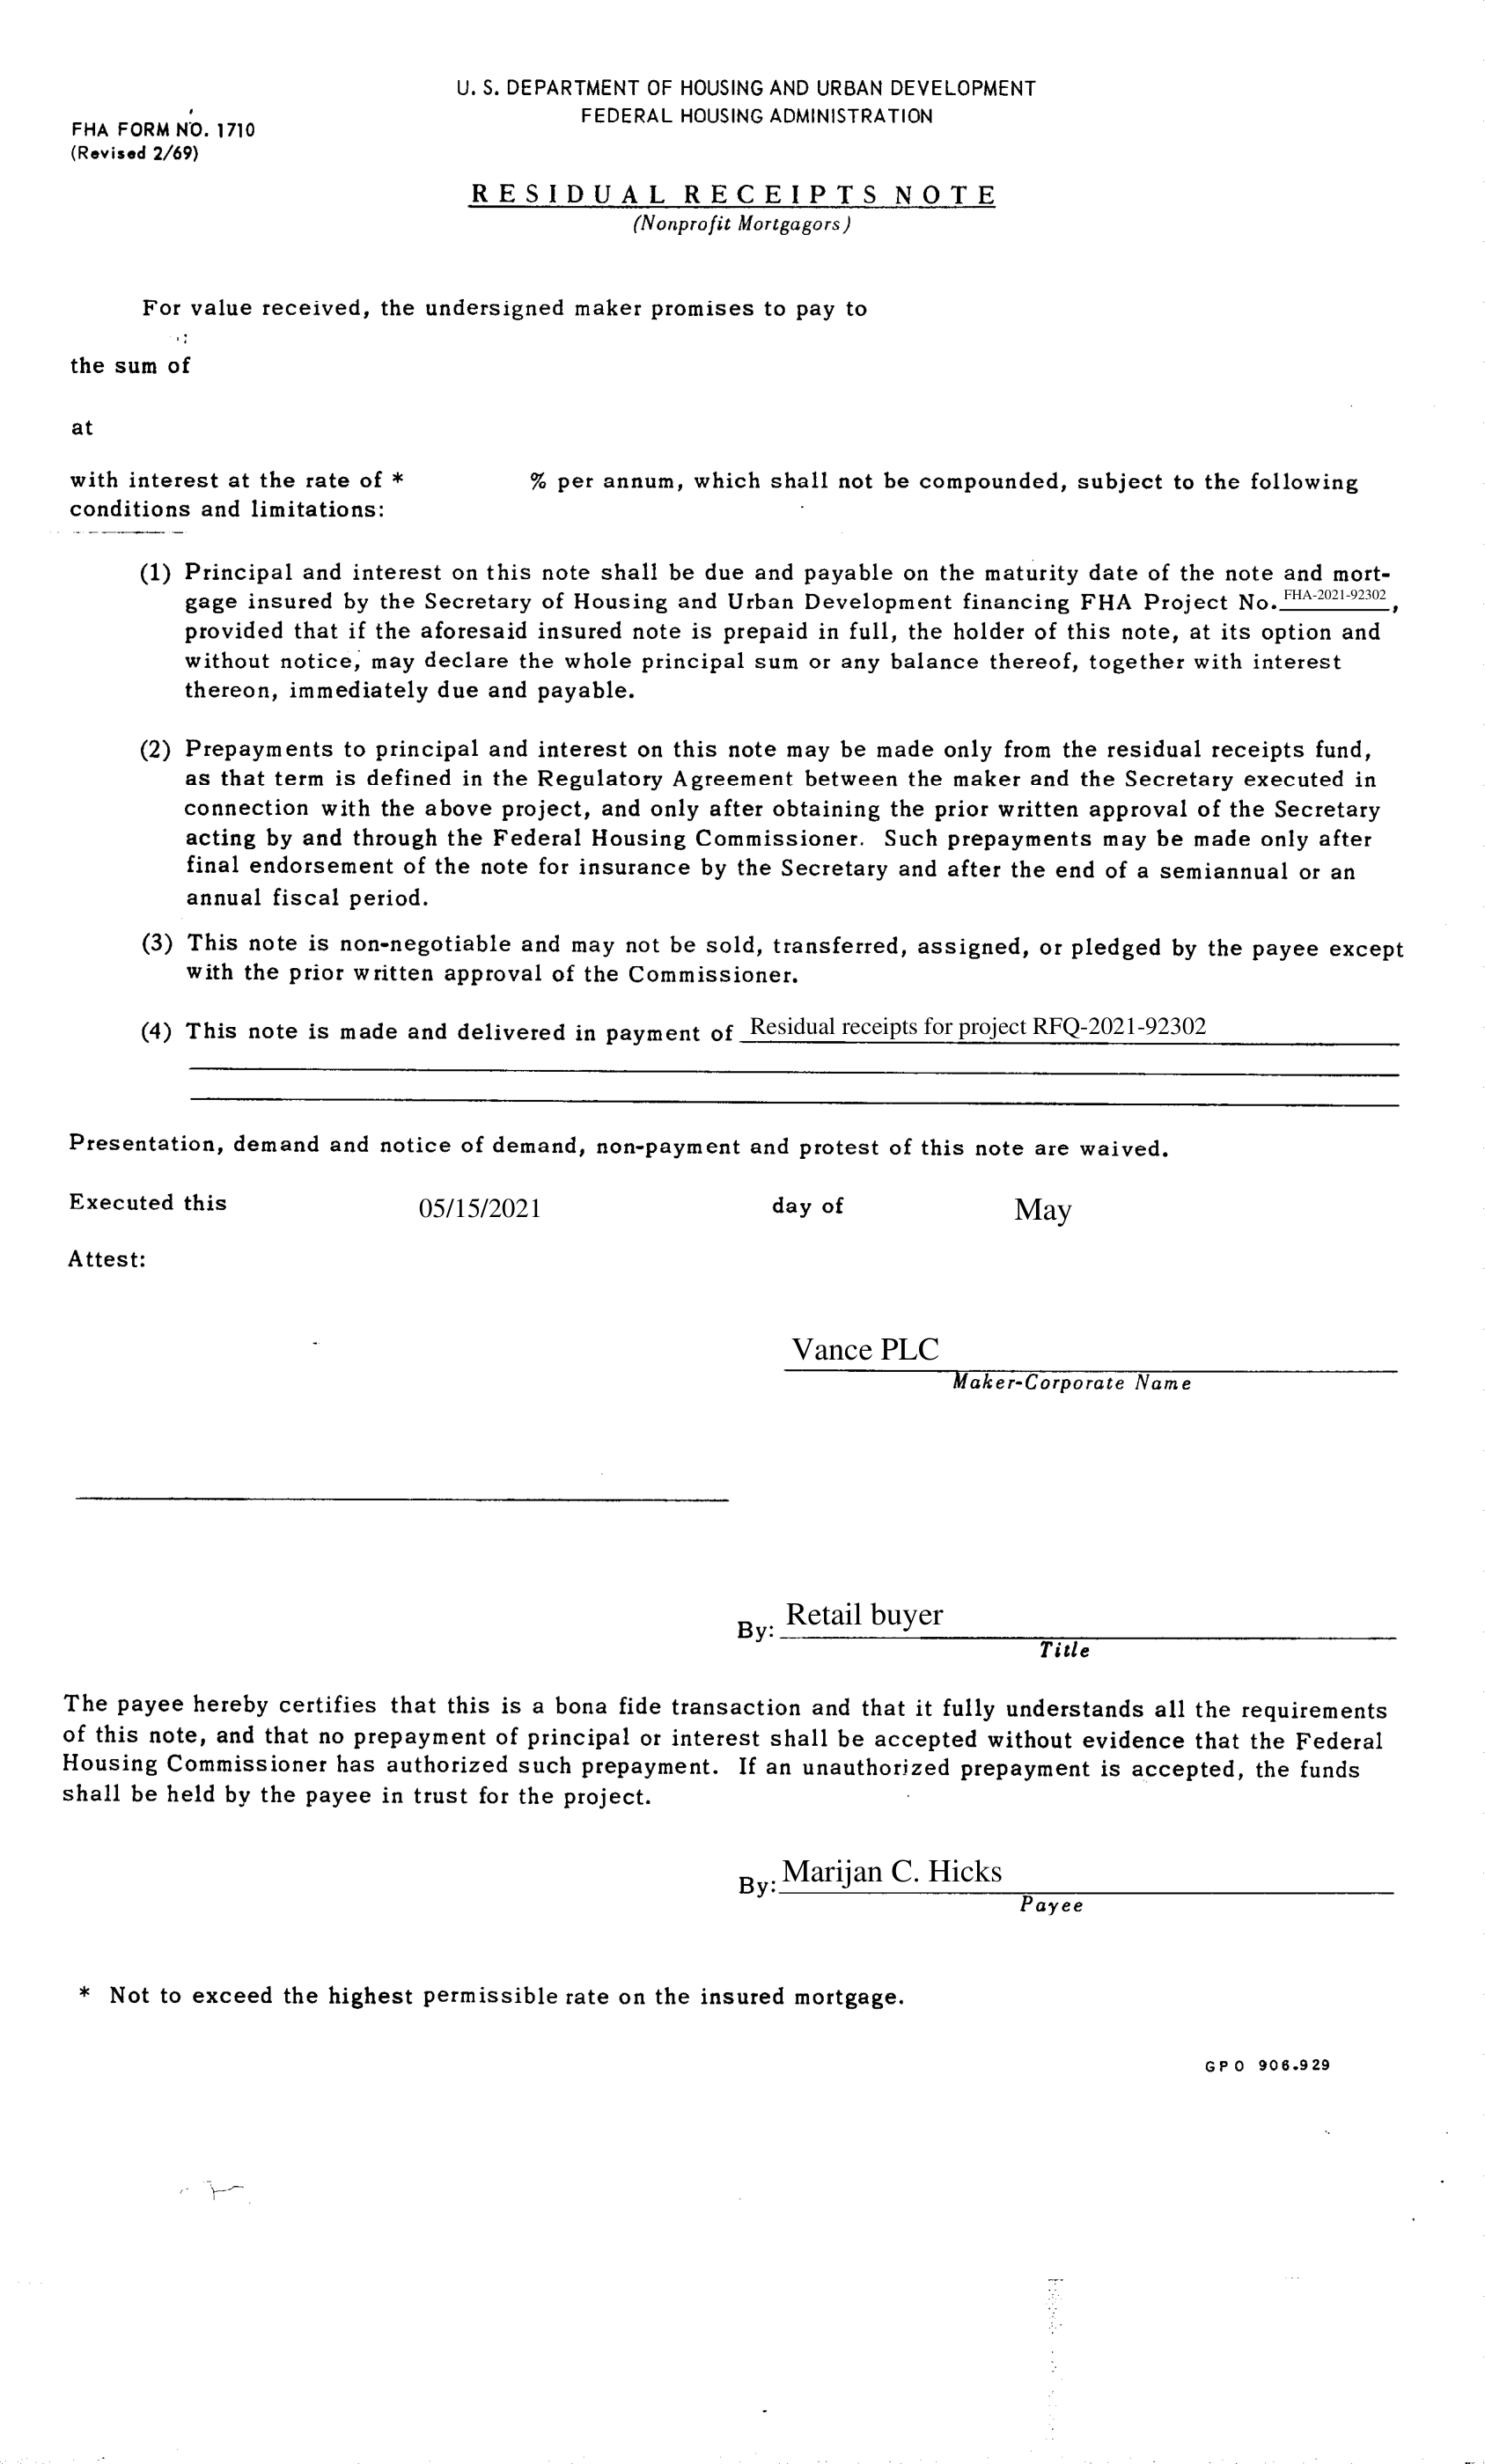 U. S. DEPARTMENT OF HOUSING AND URBAN DEVELOPMENT
FEDERAL HOUSING ADMINISTRATION
FHA FORM NO. 1710
(Revised 2/69)
RESIDUAL RECEIPTS NOTE
(Nonprofit Mortgagors)
For value received, the undersigned maker promises to pay to
the sum of
at
with interest at the rate of * % per annum, which shall not be compounded, subject to the following
conditions and limitations:
(1) Principal and interest on this note shall be due and payable on the maturity date of the note and mort-
gage insured by the Secretary of Housing and Urban Development financing FHA Project No. FHA-2021-92302,
provided that if the aforesaid insured note is prepaid in full, the holder of this note, at its option and
without notice, may declare the whole principal sum or any balance thereof, together with interest
thereon, immediately due and payable.
(2) Prepayments to principal and interest on this note may be made only from the residual receipts fund,
as that term is defined in the Regulatory Agreement between the maker and the Secretary executed in
connection with the above project, and only after obtaining the prior written approval of the Secretary
acting by and through the Federal Housing Commissioner. Such prepayments may be made only after
final endorsement of the note for insurance by the Secretary and after the end of a semiannual or an
annual fiscal period.
(3) This note is non-negotiable and may not be sold, transferred, assigned, or pledged by the payee except
with the prior written approval of the Commissioner.
(4) This note is made and delivered in payment of Residual receipts for project RFQ-2021-92302
Presentation, demand and notice of demand, non-payment and protest of this note are waived.
Executed this 05/15/2021 day of May
Attest:
Vance PLC
Maker-Corporate Name
By: Retail buyer
Title
The payee hereby certifies that this is a bona fide transaction and that it fully understands all the requirements
of this note, and that no prepayment of principal or interest shall be accepted without evidence that the Federal
Housing Commissioner has authorized such prepayment. If an unauthorized prepayment is accepted, the funds
shall be held by the payee in trust for the project.
By: Marijan C. Hicks
Payee
* Not to exceed the highest permissible rate on the insured mortgage.
GPO 906.929